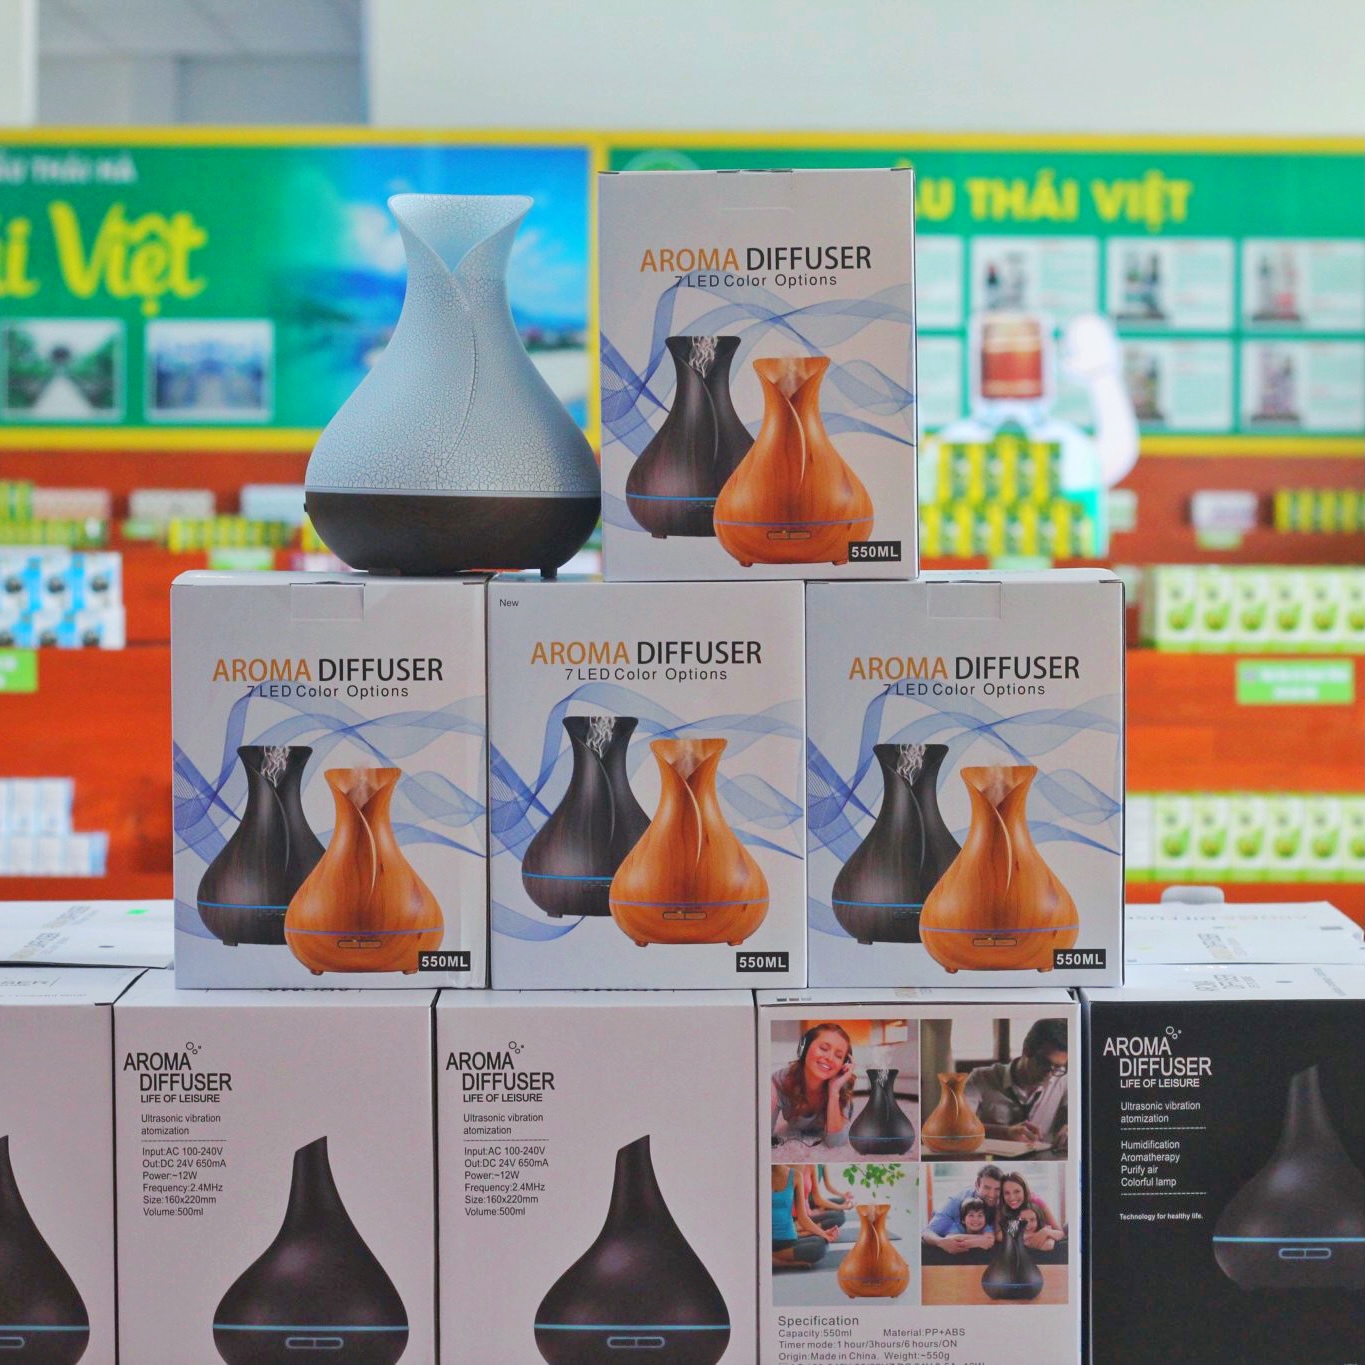 ẦU THÁI HÀ
ái Việt
ẦU THÁI VIỆT
AROMA DIFFUSER
7 LED Color Options
550ML
AROMA DIFFUSER
7 LED Color Options
550ML
New
AROMA DIFFUSER
7 LED Color Options
550ML
AROMA DIFFUSER
7 LED Color Options
550ML
AROMA
DIFFUSER
LIFE OF LEISURE
Ultrasonic vibration
atomization
Input:AC 100-240V
Out:DC 24V 650mA
Power:~12W
Frequency:2.4MHz
Size:160x220mm
Volume:500ml
AROMA
DIFFUSER
LIFE OF LEISURE
Ultrasonic vibration
atomization
Input:AC 100-240V
Out:DC 24V 650mA
Power:~12W
Frequency:2.4MHz
Size:160x220mm
Volume:500ml
Specification
Capacity:550ml Material:PP+ABS
Timer mode:1 hour/3hours/6 hours/ON
Origin:Made in China. Weight:~550g
AROMA
DIFFUSER
LIFE OF LEISURE
Ultrasonic vibration
atomization
Humidification
Aromatherapy
Purify air
Colorful lamp
Technology for healthy life.